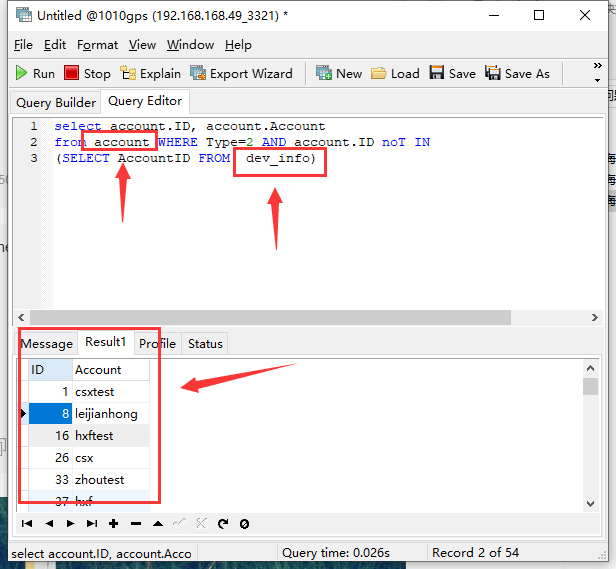 Untitled @1010gps (192.168.168.49_3321) *
File Edit Format View Window Help
Run Stop Explain Export Wizard New Load Save Save As
Query Builder Query Editor
1 select account.ID, account.Account
2 from account WHERE Type=2 AND account.ID noT IN
3 (SELECT AccountID FROM dev_info)
Message Result1 Profile Status
ID Account
1 csxtest
8 leijianhong
16 hxftest
26 csx
33 zhoutest
37 hxf
select account.ID, account.Acco Query time: 0.026s Record 2 of 54